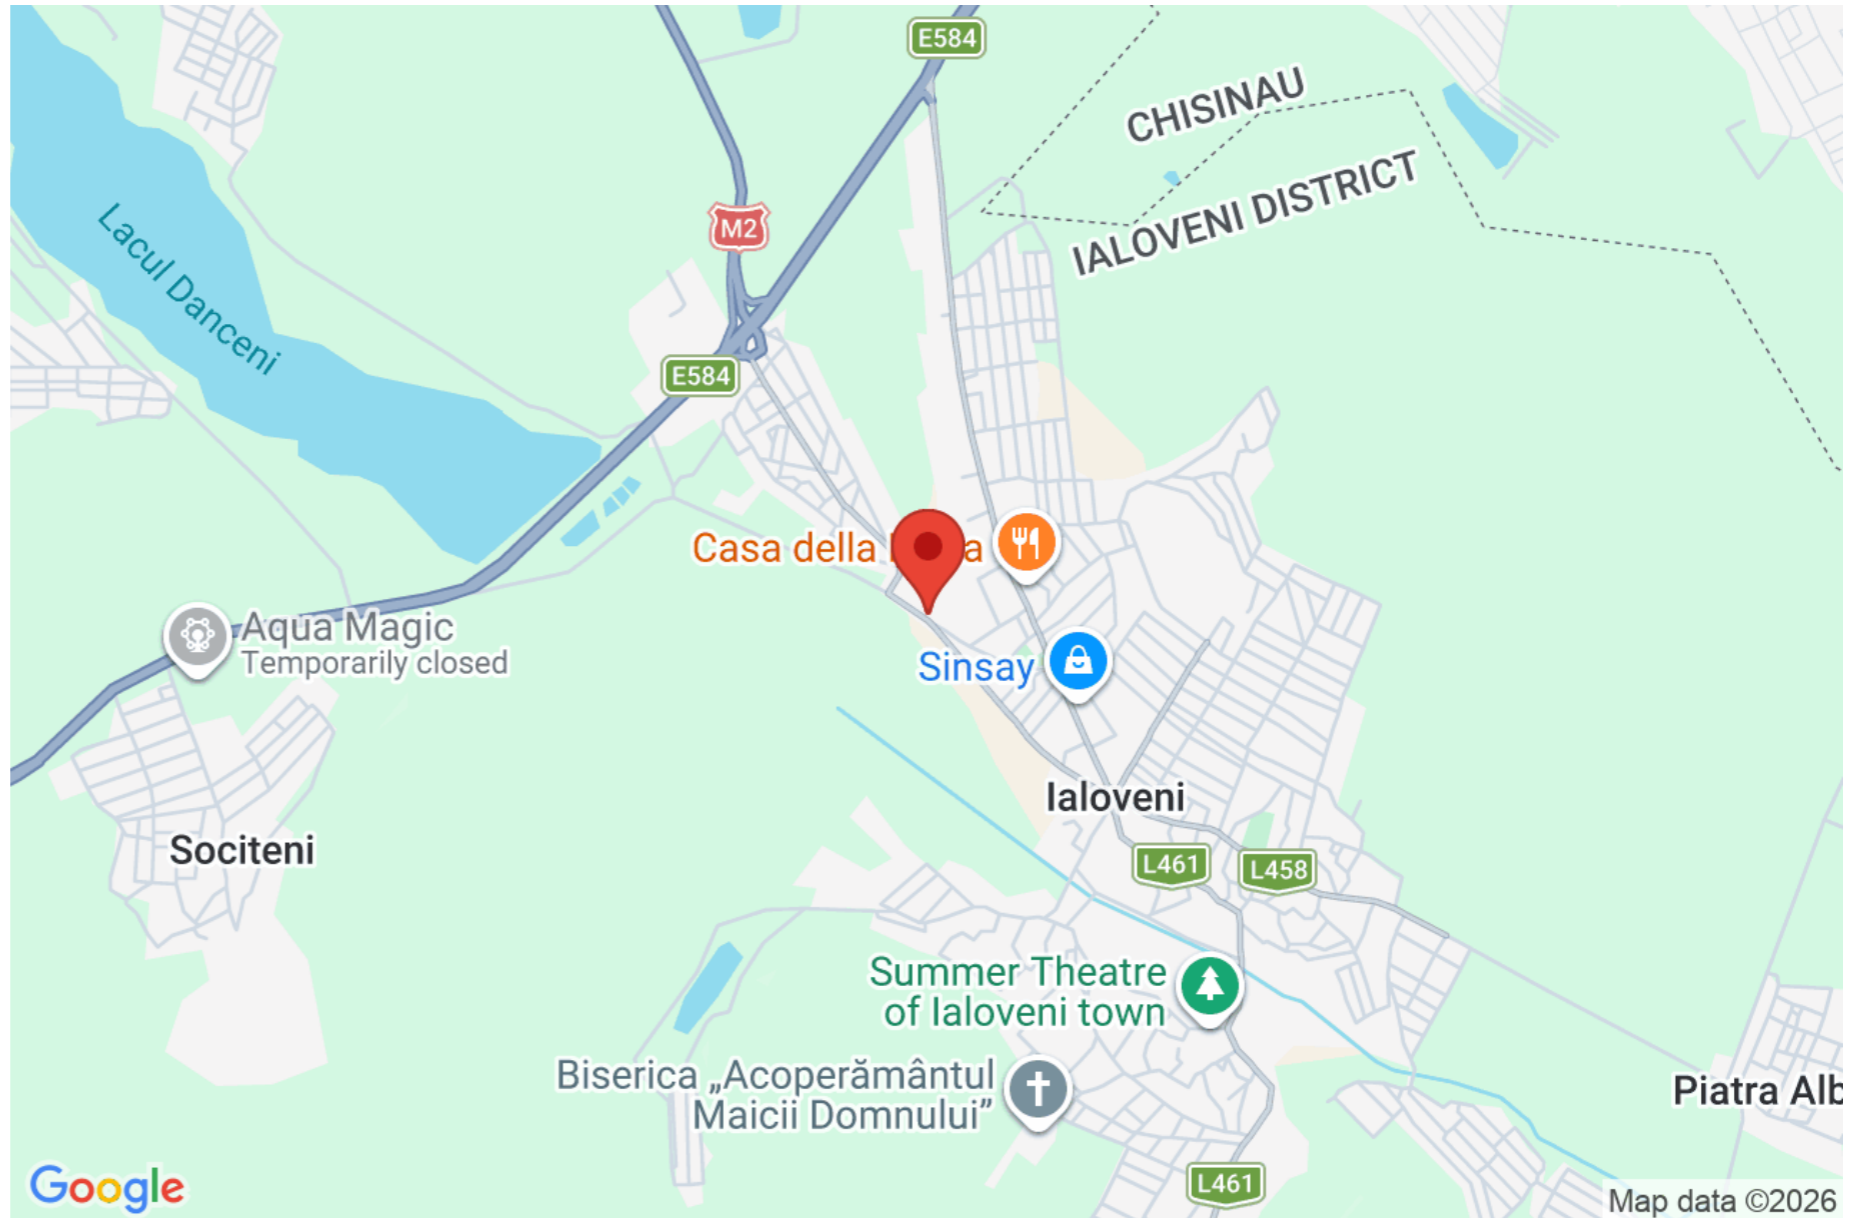 E584
CHISINAU
IALOVENI DISTRICT
M2
Lacul Danceni
E584
Casa della
Aqua Magic
Temporarily closed
Sinsay
Ialoveni
Sociteni
L461
L458
Summer Theatre
of Ialoveni town
Biserica „Acoperământul
Maicii Domnului”
Piatra Alb
L461
Google
Map data ©2026